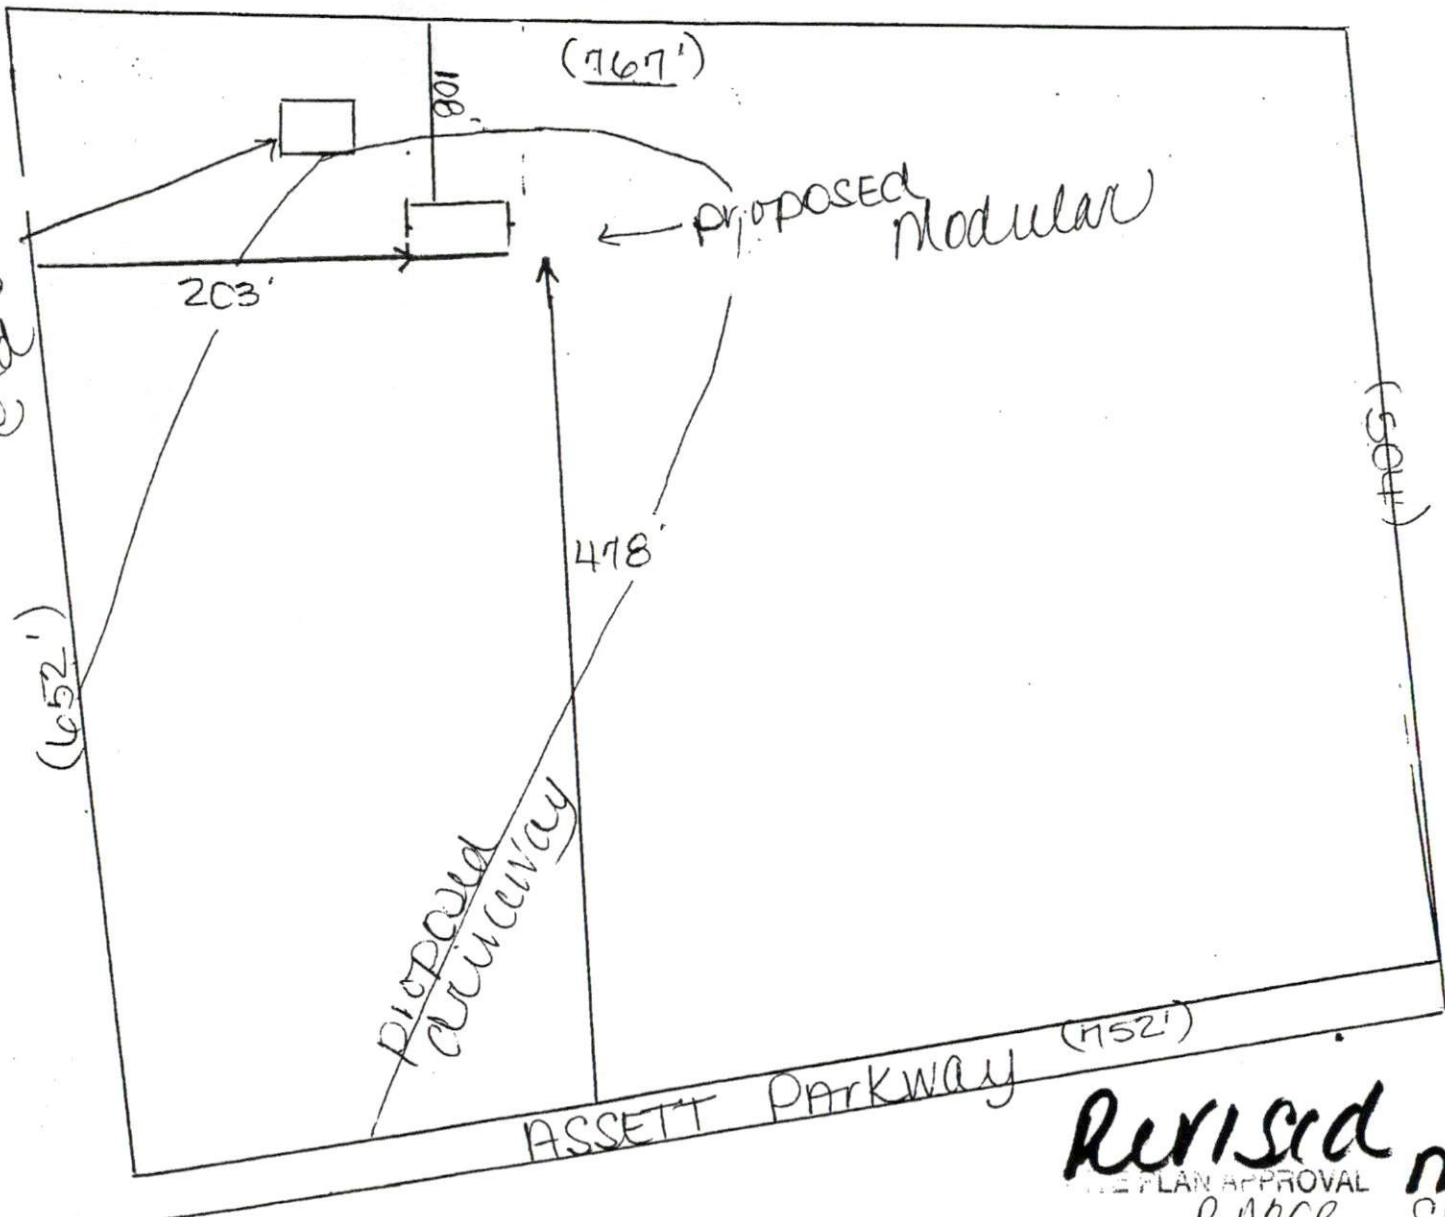 (767')
108'
proposed
Modular
203'
(504)
478'
(652')
proposed
driveway
(752')
ASSETT Parkway
Revised
PLAN APPROVAL